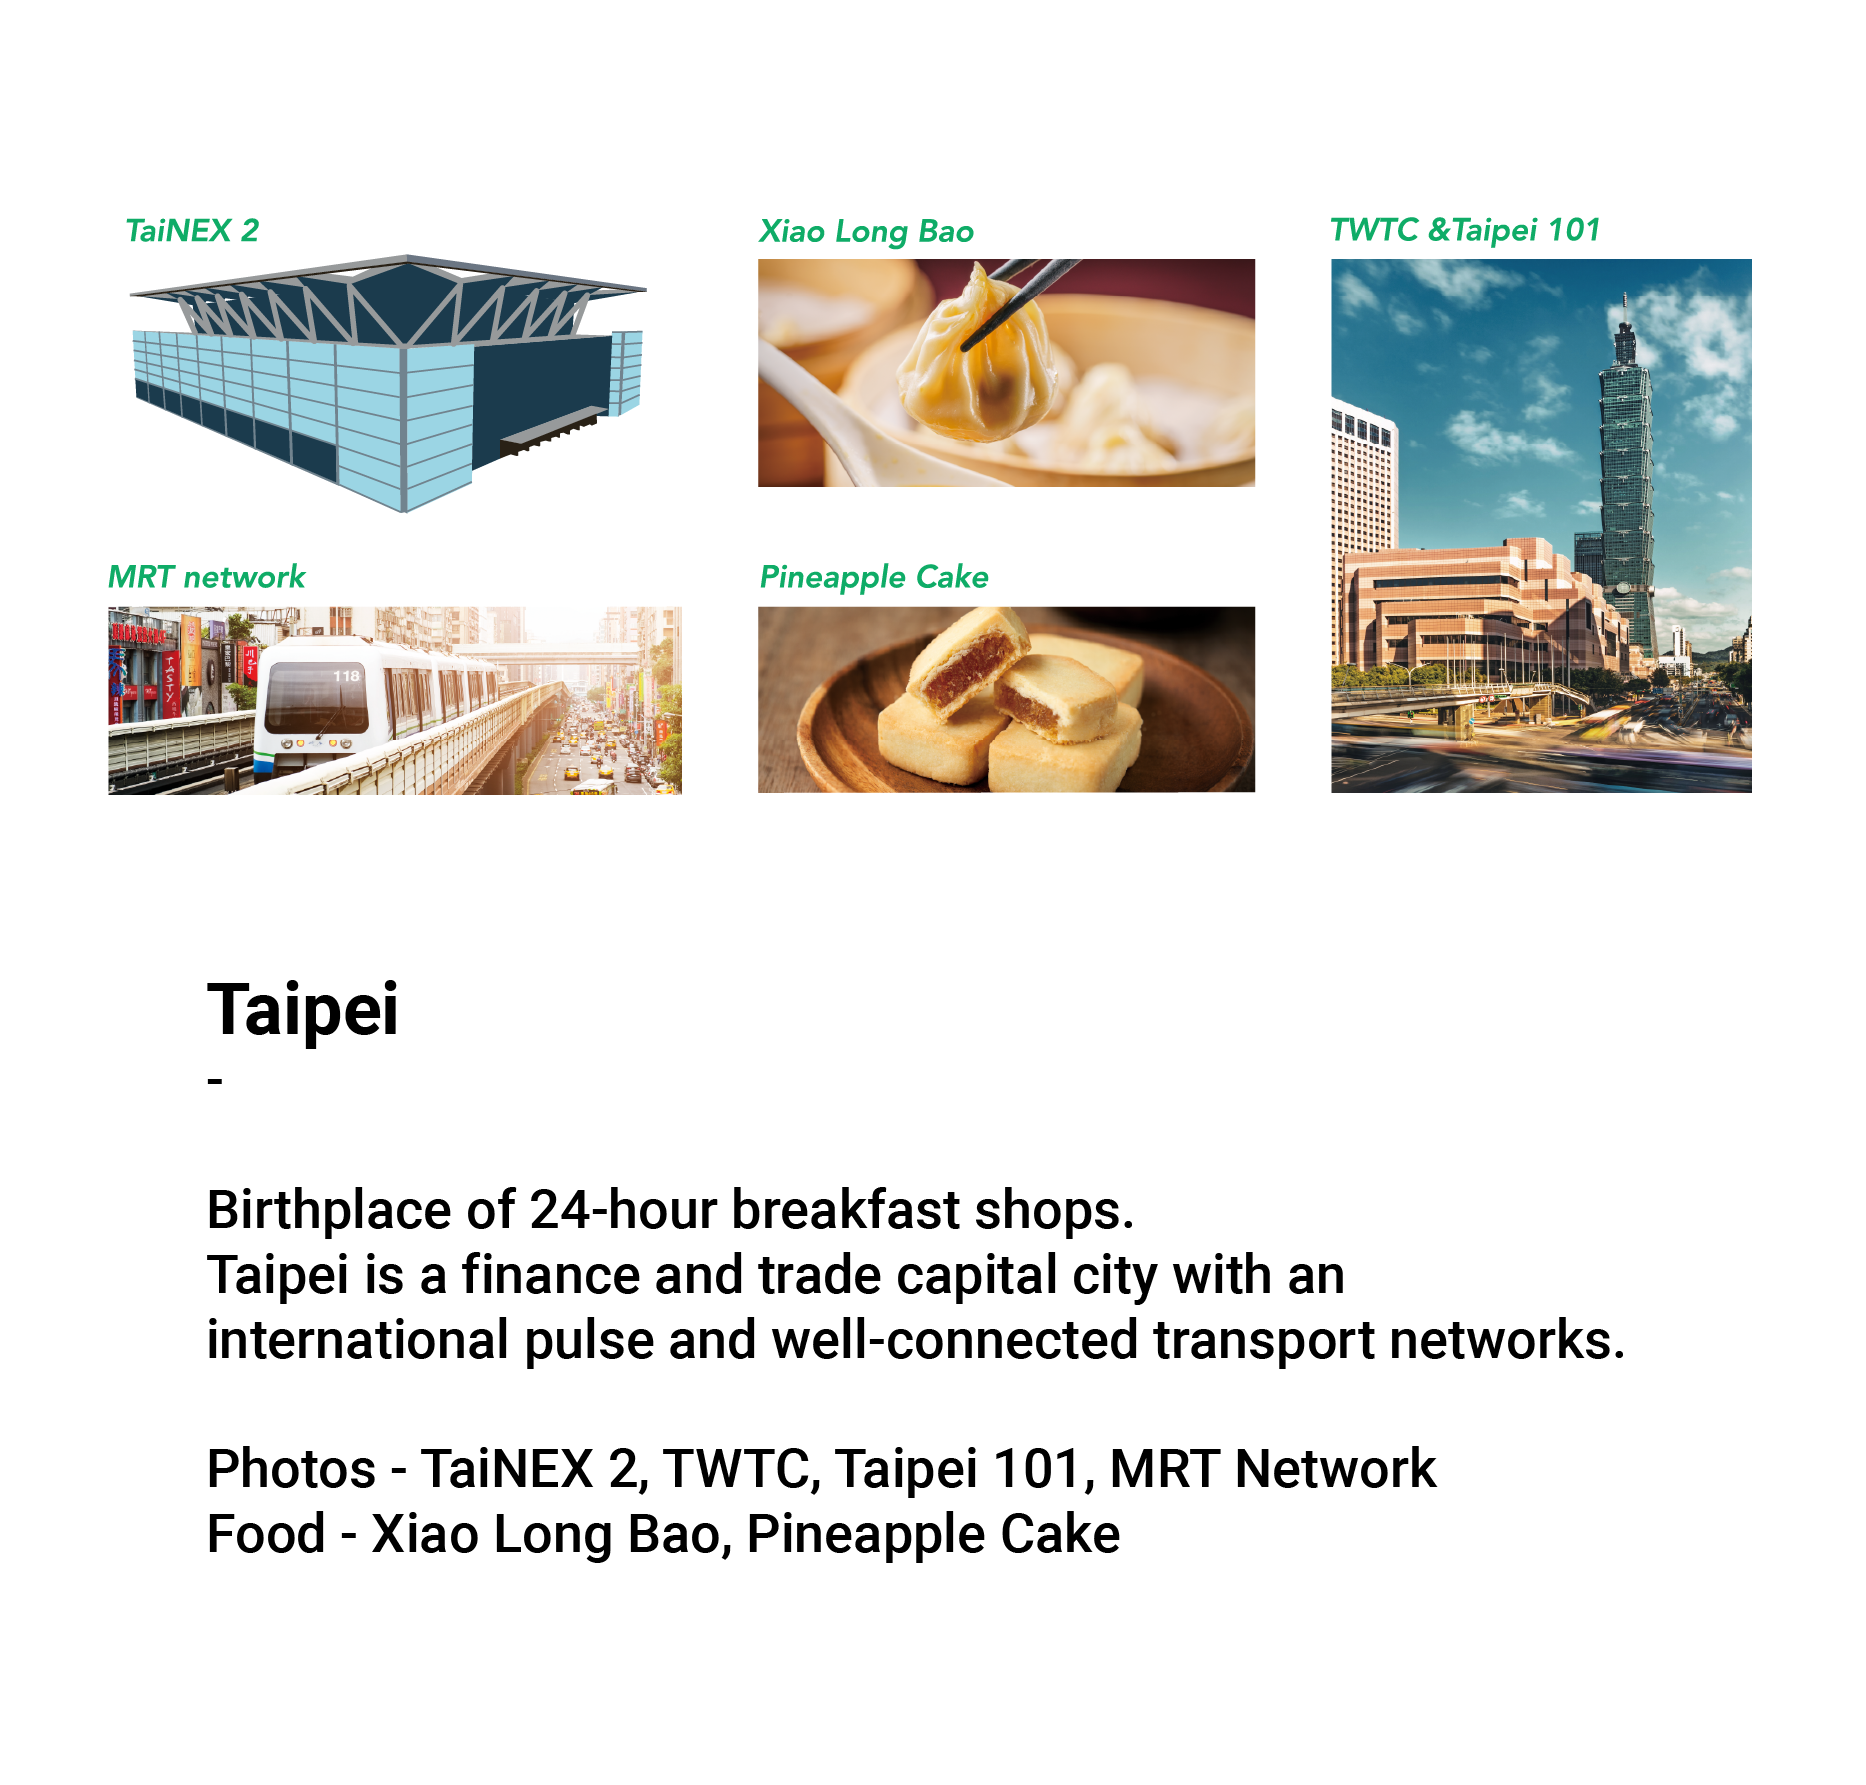 TaiNEX 2
Xiao Long Bao
TWTC &Taipei 101
MRT network
Pineapple Cake
118
TASTY
Taipei
-
Birthplace of 24-hour breakfast shops.
Taipei is a finance and trade capital city with an
international pulse and well-connected transport networks.
Photos - TaiNEX 2, TWTC, Taipei 101, MRT Network
Food - Xiao Long Bao, Pineapple Cake